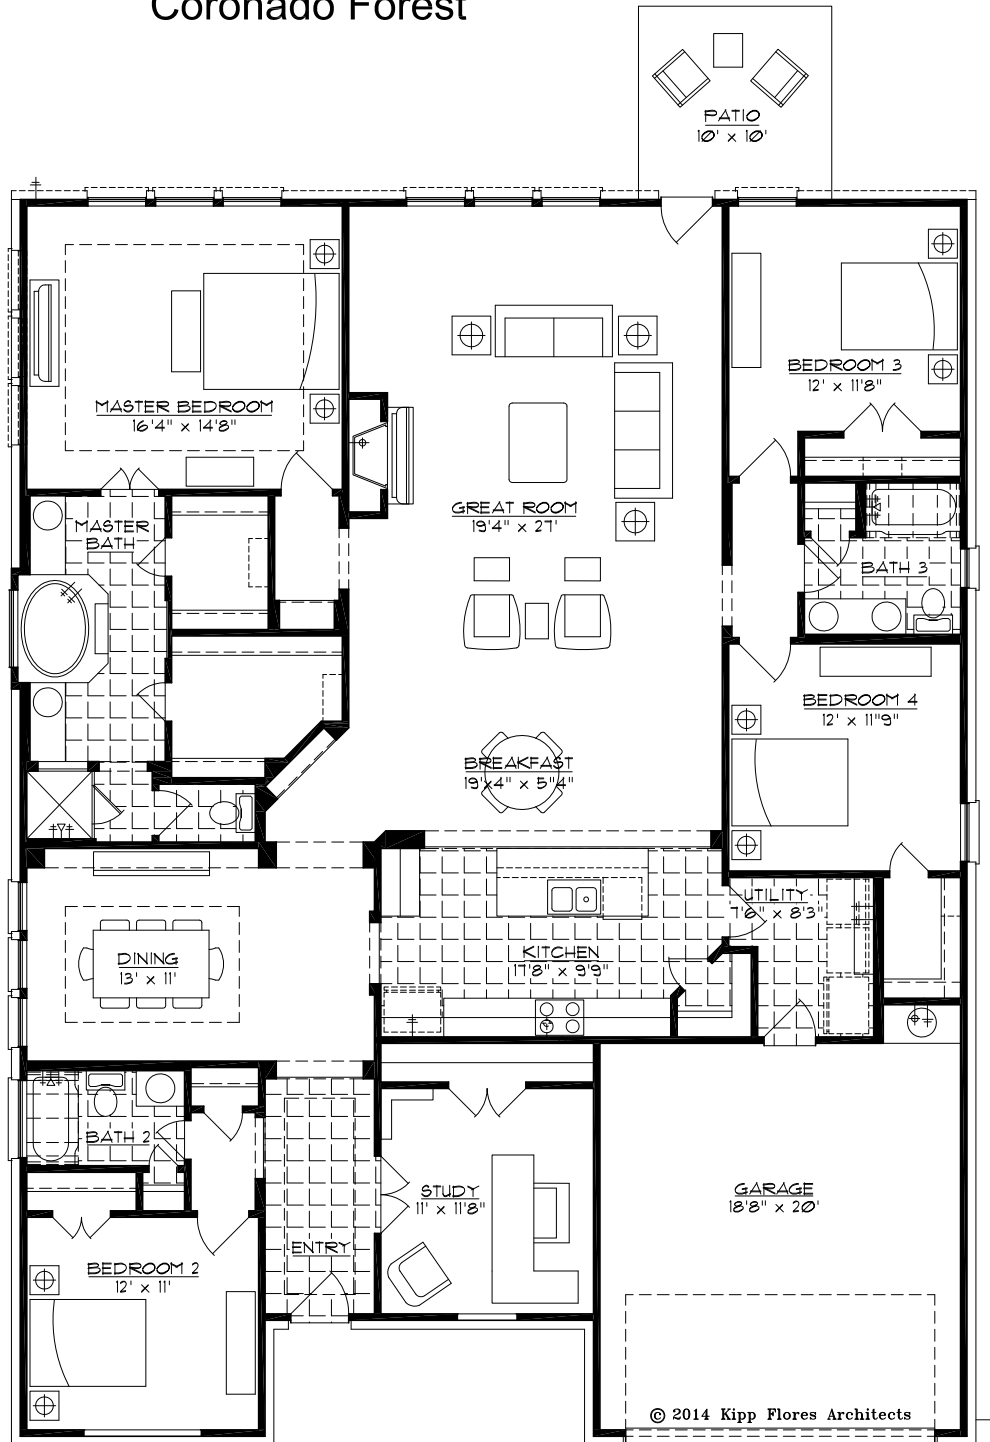 Coronado Forest
PATIO
10' x 10'
BEDROOM 3
12' x 11'8"
MASTER BEDROOM
16'4" x 14'8"
GREAT ROOM
19'4" x 27'
MASTER
BATH
BATH 3
BEDROOM 4
12' x 11"9"
BREAKFAST
19'x4" x 5"4"
UTILITY
7'6" x 8'3"
KITCHEN
17'8" x 9'9"
DINING
13' x 11'
BATH 2
STUDY
11' x 11'8"
GARAGE
18'8" x 20'
ENTRY
BEDROOM 2
12' x 11'
© 2014 Kipp Flores Architects